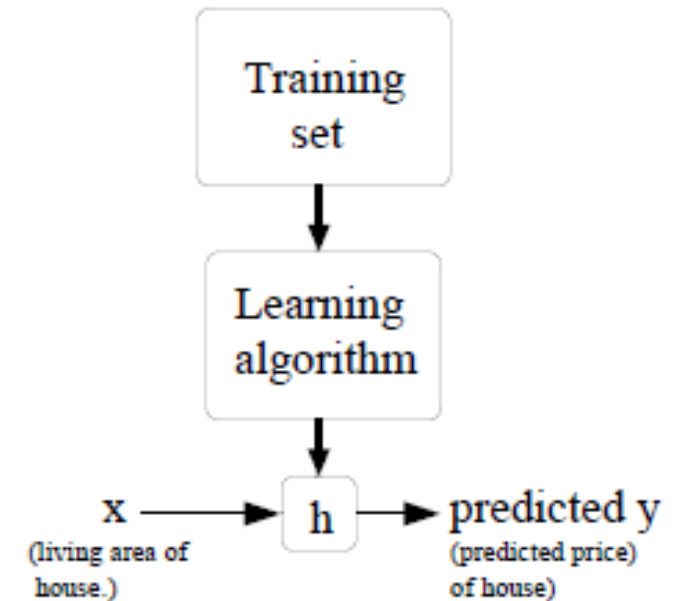 Training
set
Learning
algorithm
x
h
predicted y
(living area of
house.)
(predicted price)
of house)